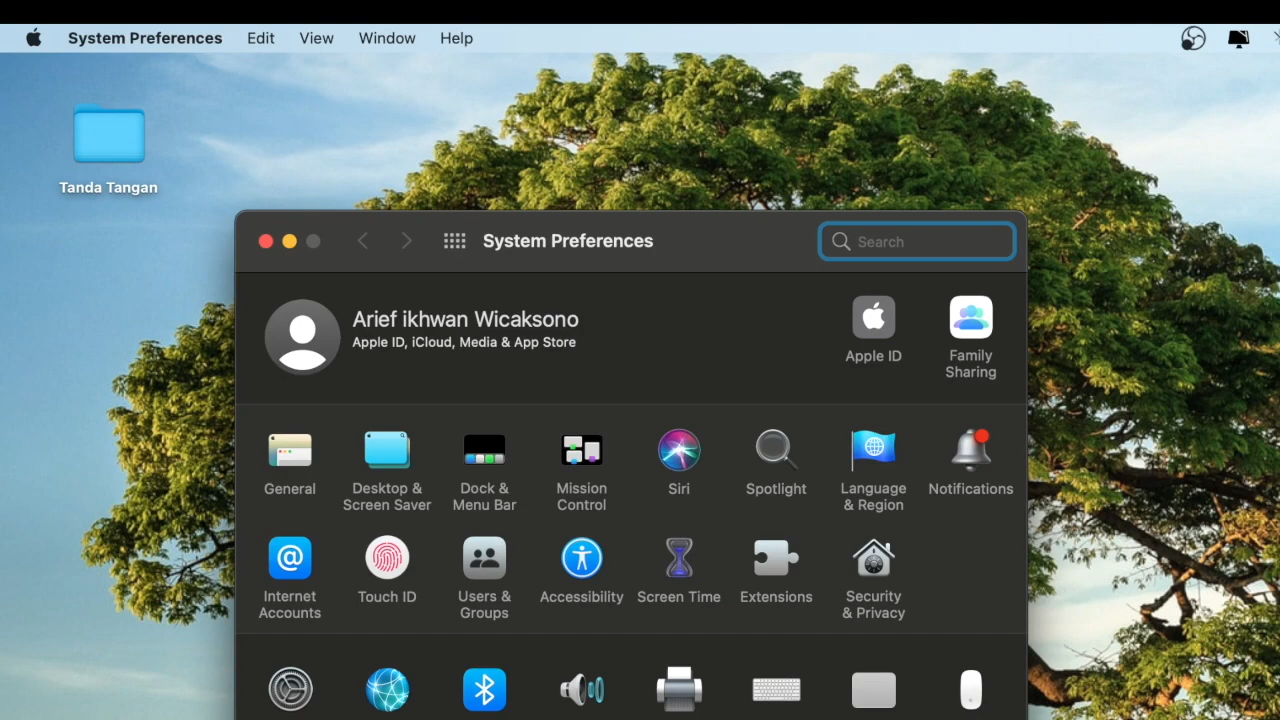 System Preferences Edit View Window Help
Tanda Tangan
System Preferences
Search
Arief ikhwan Wicaksono
Apple ID, iCloud, Media & App Store
Apple ID
Family
Sharing
General
Desktop &
Screen Saver
Dock &
Menu Bar
Mission
Control
Siri
Spotlight
Language
& Region
Notifications
Internet
Accounts
Touch ID
Users &
Groups
Accessibility
Screen Time
Extensions
Security
& Privacy